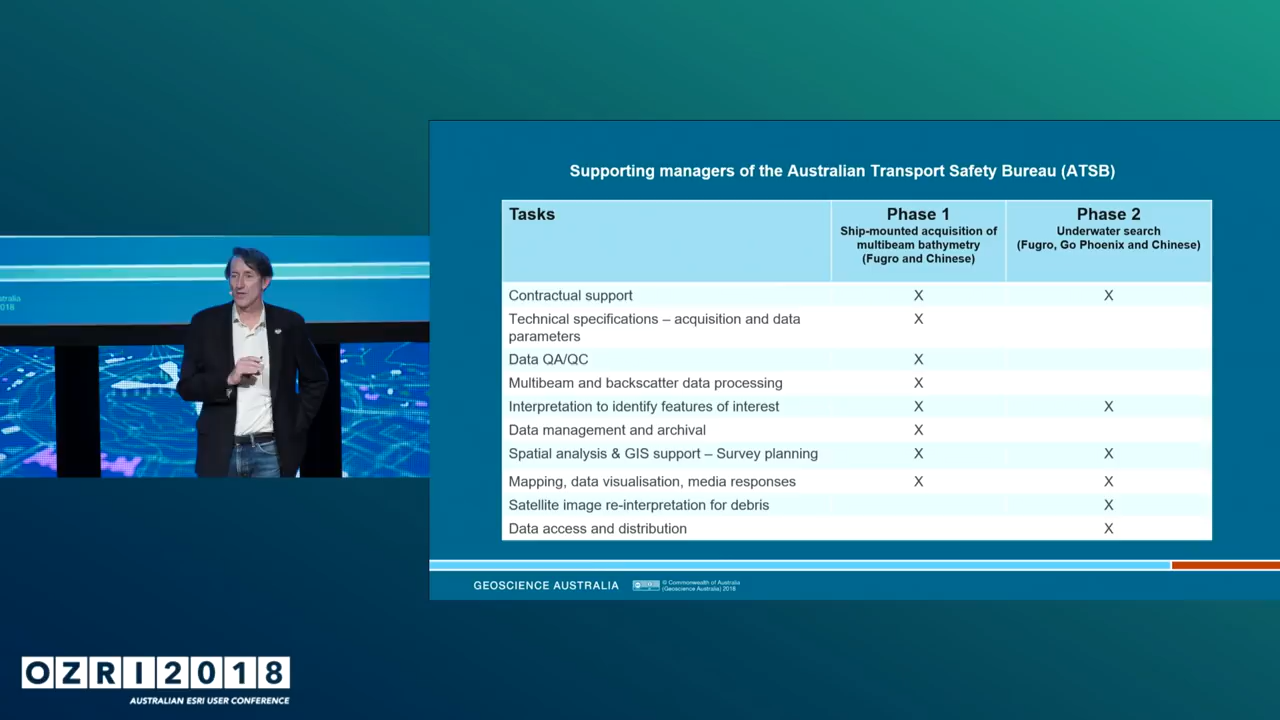 Supporting managers of the Australian Transport Safety Bureau (ATSB)
Tasks
Phase 1
Ship-mounted acquisition of
multibeam bathymetry
(Fugro and Chinese)
Phase 2
Underwater search
(Fugro, Go Phoenix and Chinese)
Contractual support X X
Technical specifications – acquisition and data
parameters
X
Data QA/QC X
Multibeam and backscatter data processing X
Interpretation to identify features of interest X X
Data management and archival X
Spatial analysis & GIS support – Survey planning X X
Mapping, data visualisation, media responses X X
Satellite image re-interpretation for debris X
Data access and distribution X
GEOSCIENCE AUSTRALIA
© Commonwealth of Australia
(Geoscience Australia) 2018
OZRI2018
AUSTRALIAN ESRI USER CONFERENCE